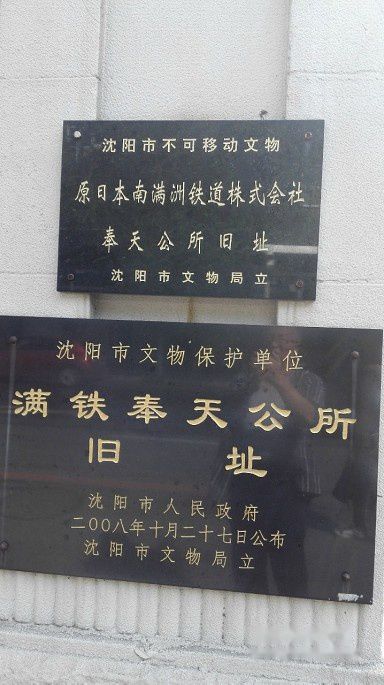 沈阳市不可移动文物
原日本南满洲铁道株式会社
奉天公所旧址
沈阳市文物局立
沈阳市文物保护单位
满铁奉天公所
旧址
沈阳市人民政府
二〇〇八年十月二十七日公布
沈阳市文物局立